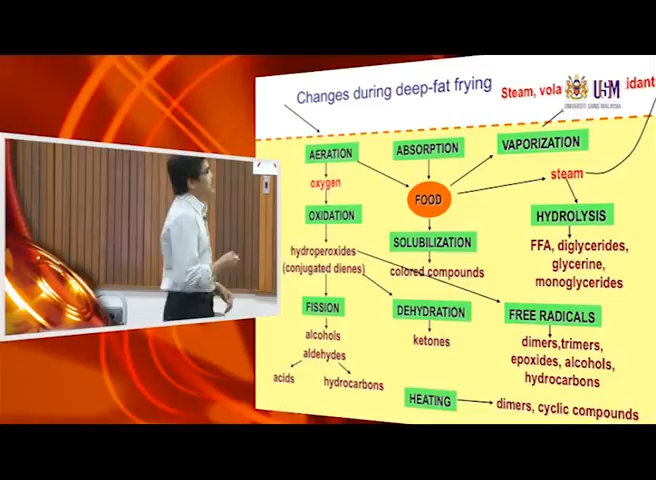 Changes during deep-fat frying
Steam, vola
idants
USM
UNIVERSITI SAINS MALAYSIA
AERATION
ABSORPTION
VAPORIZATION
oxygen
FOOD
steam
OXIDATION
HYDROLYSIS
hydroperoxides
(conjugated dienes)
SOLUBILIZATION
colored compounds
FFA, diglycerides,
glycerine,
monoglycerides
FISSION
DEHYDRATION
FREE RADICALS
alcohols
aldehydes
ketones
dimers,trimers,
epoxides, alcohols,
hydrocarbons
acids
hydrocarbons
HEATING
dimers, cyclic compounds